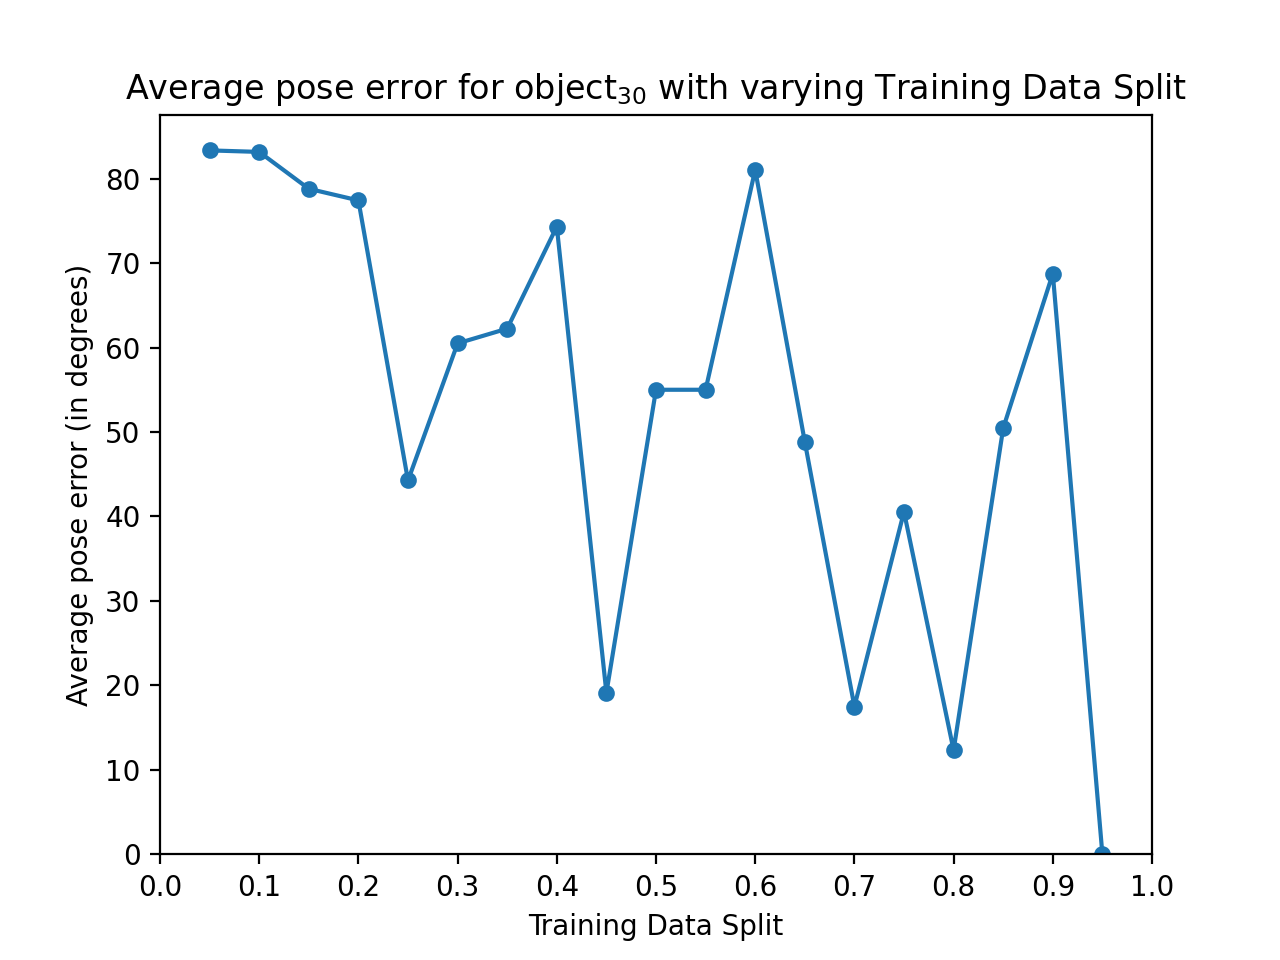 Average pose error for object₃₀ with varying Training Data Split
Average pose error (in degrees)
80
70
60
50
40
30
20
10
0
0.0 0.1 0.2 0.3 0.4 0.5 0.6 0.7 0.8 0.9 1.0
Training Data Split